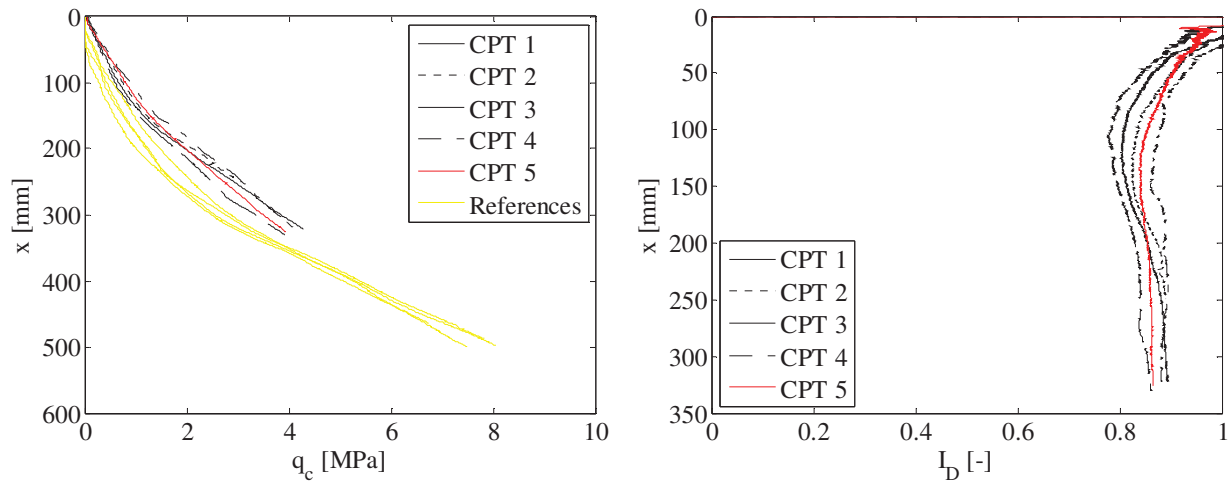 0
100
200
300
400
500
600
x [mm]
0 2 4 6 8 10
q_c [MPa]
CPT 1
CPT 2
CPT 3
CPT 4
CPT 5
References
0
50
100
150
200
250
300
350
x [mm]
0 0.2 0.4 0.6 0.8 1
I_D [-]
CPT 1
CPT 2
CPT 3
CPT 4
CPT 5